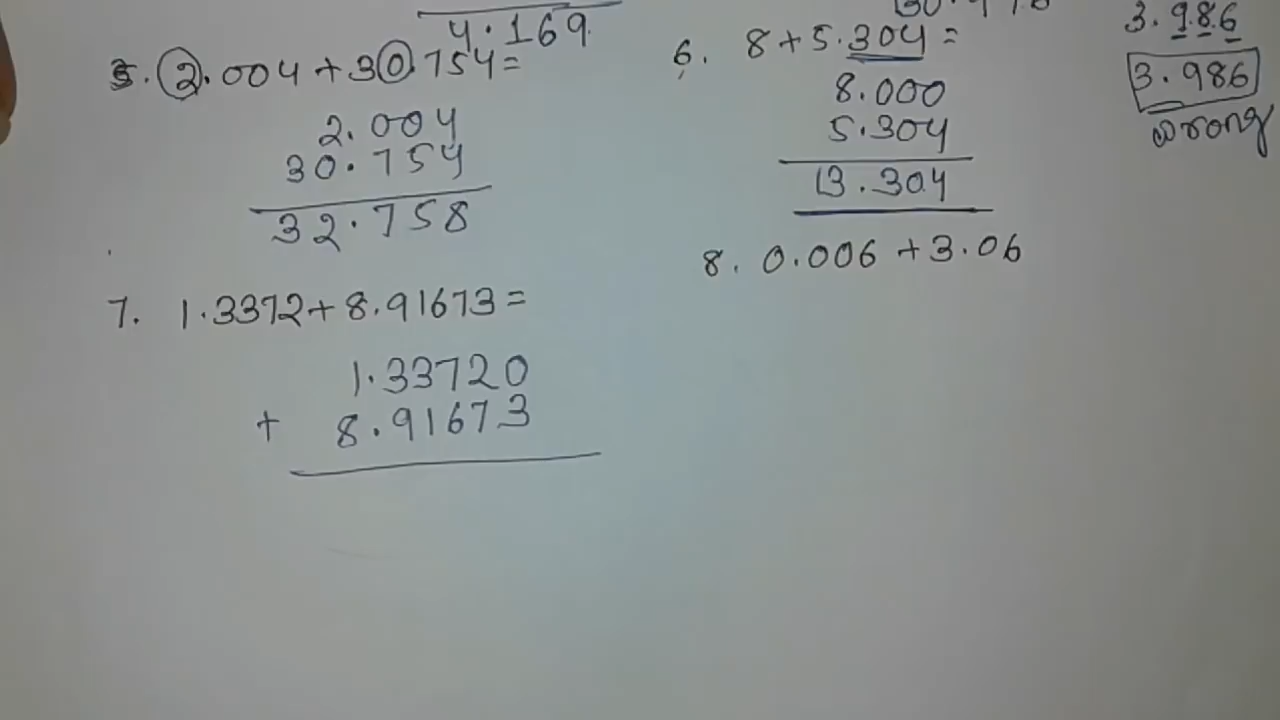 4.169
5. 2.004 + 30.754 =
2.004
30.754
32.758
7. 1.3372 + 8.91673 =
1.33720
+ 8.91673
6. 8 + 5.304 =
8.000
5.304
13.304
8. 0.006 + 3.06
3.986
3.986
wrong